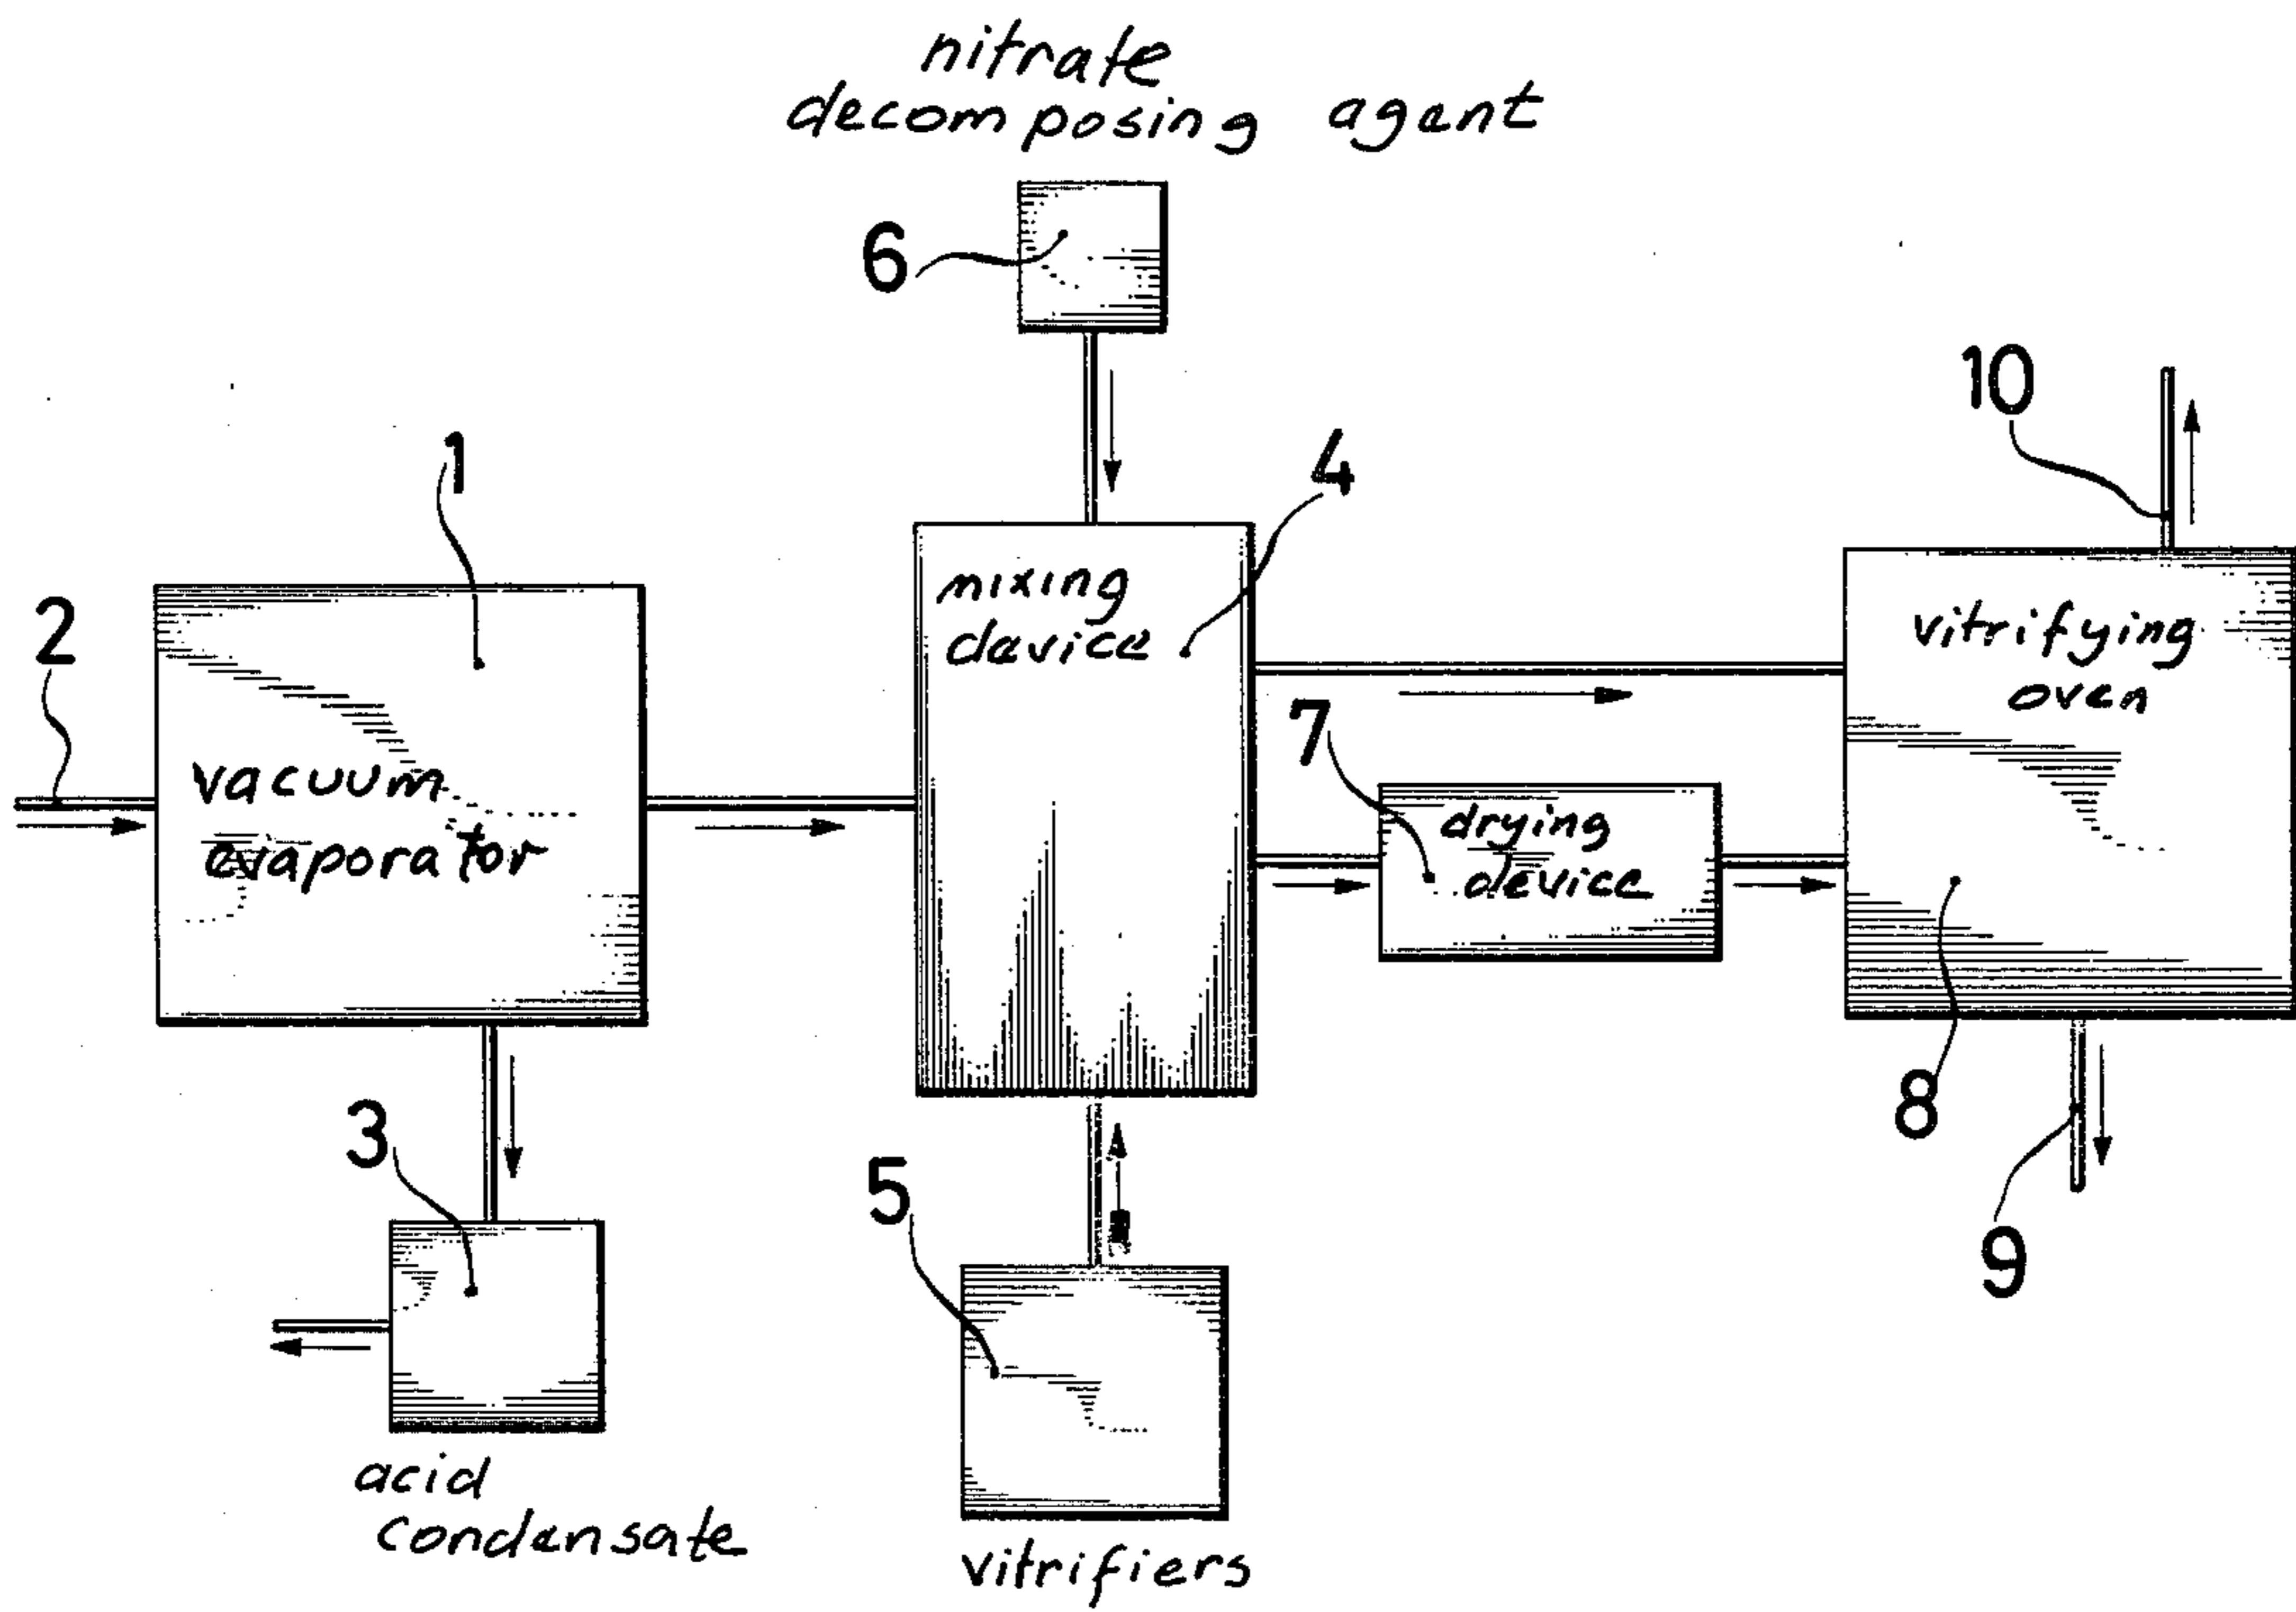 nitrate
decomposing agent
6
10
1
4
mixing
device
2
vitrifying
oven
7
vacuum
evaporator
drying
device
3
8
5
9
acid
condensate
vitrifiers